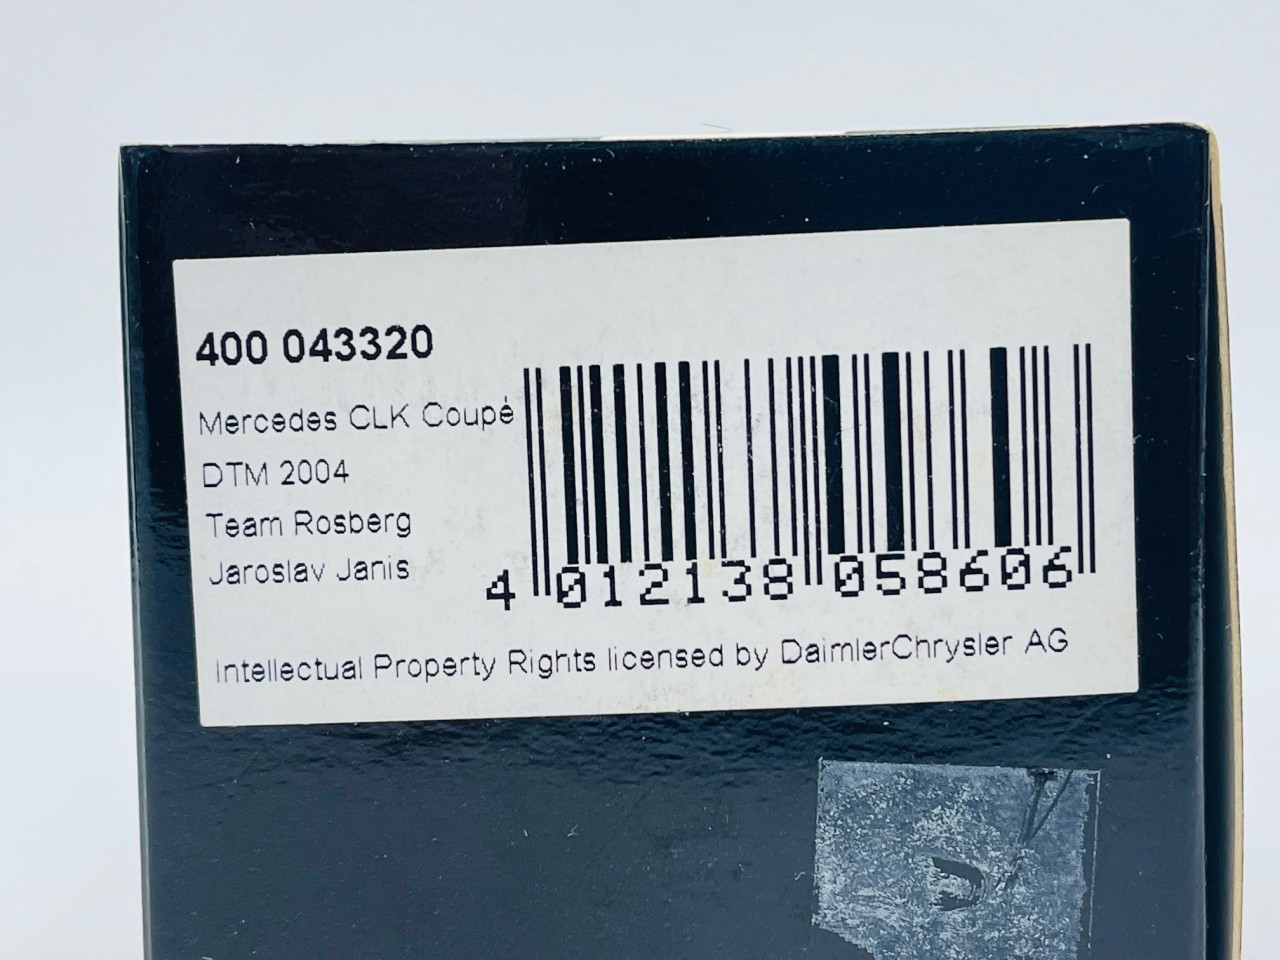 400 043320
Mercedes CLK Coupé
DTM 2004
Team Rosberg
Jaroslav Janis
4 012138 058606
Intellectual Property Rights licensed by DaimlerChrysler AG